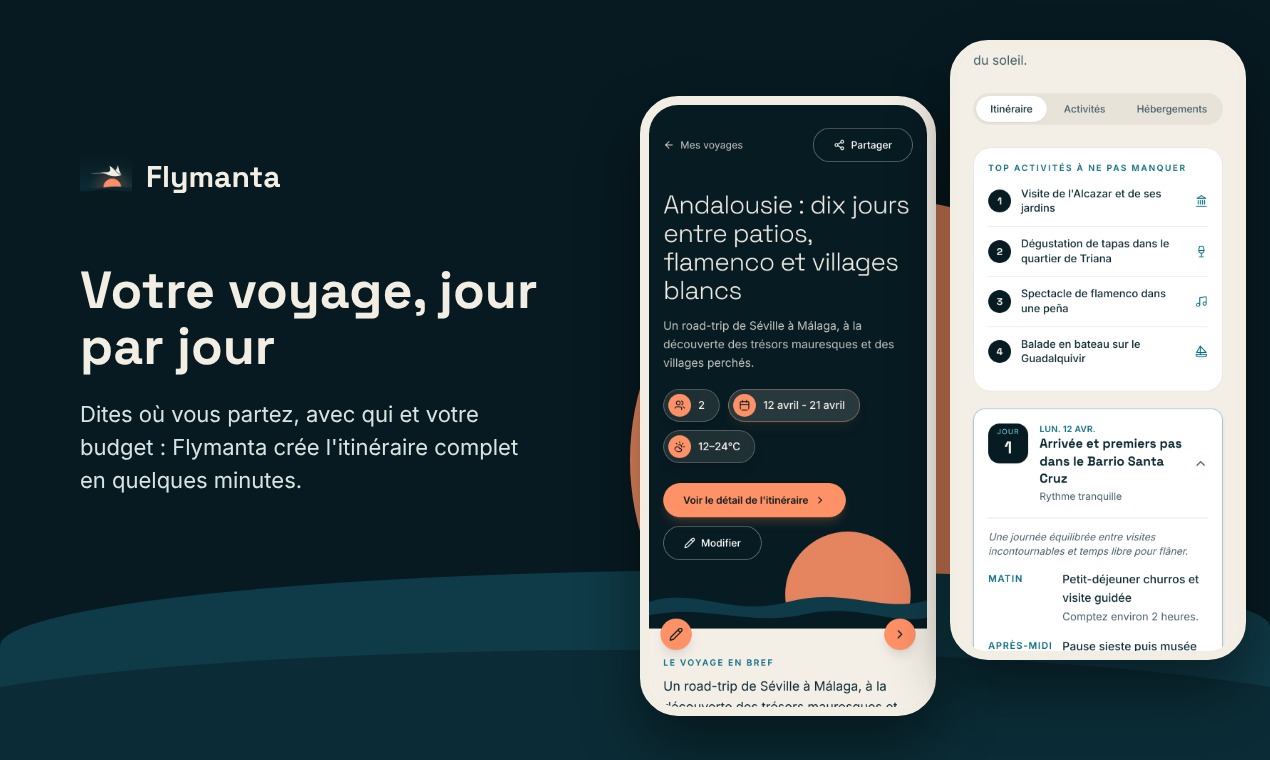 Flymanta
Votre voyage, jour
par jour
Dites où vous partez, avec qui et votre
budget : Flymanta crée l'itinéraire complet
en quelques minutes.
Mes voyages
Partager
Andalousie : dix jours
entre patios,
flamenco et villages
blancs
Un road-trip de Séville à Málaga, à la
découverte des trésors mauresques et des
villages perchés.
2
12 avril - 21 avril
12–24°C
Voir le détail de l'itinéraire
Modifier
LE VOYAGE EN BREF
Un road-trip de Séville à Málaga, à la
découverte des trésors mauresques et
du soleil.
Itinéraire
Activités
Hébergements
TOP ACTIVITÉS À NE PAS MANQUER
1
Visite de l'Alcazar et de ses
jardins
2
Dégustation de tapas dans le
quartier de Triana
3
Spectacle de flamenco dans
une peña
4
Balade en bateau sur le
Guadalquivir
JOUR
1
LUN. 12 AVR.
Arrivée et premiers pas
dans le Barrio Santa
Cruz
Rythme tranquille
Une journée équilibrée entre visites
incontournables et temps libre pour flâner.
MATIN
Petit-déjeuner churros et
visite guidée
Comptez environ 2 heures.
APRÈS-MIDI
Pause sieste puis musée